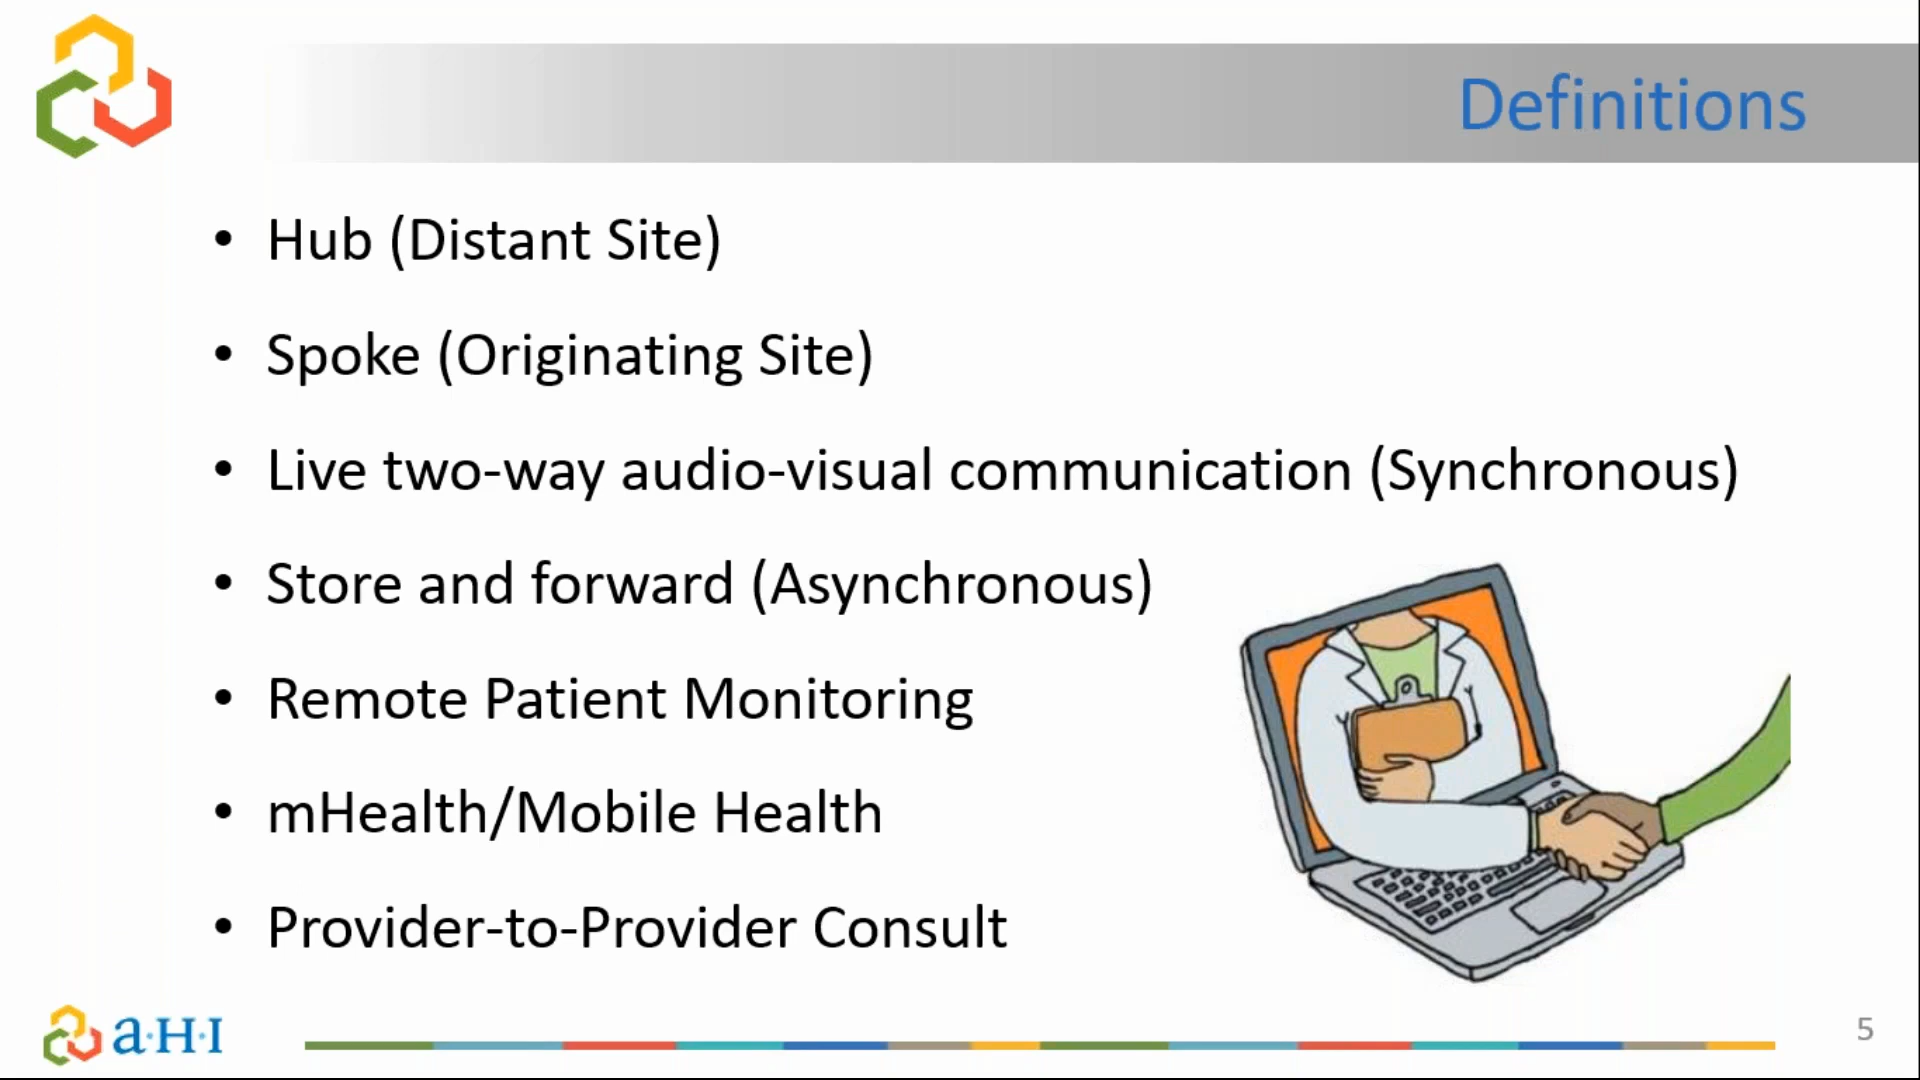 Definitions
• Hub (Distant Site)
• Spoke (Originating Site)
• Live two-way audio-visual communication (Synchronous)
• Store and forward (Asynchronous)
• Remote Patient Monitoring
• mHealth/Mobile Health
• Provider-to-Provider Consult
a·H·I
5